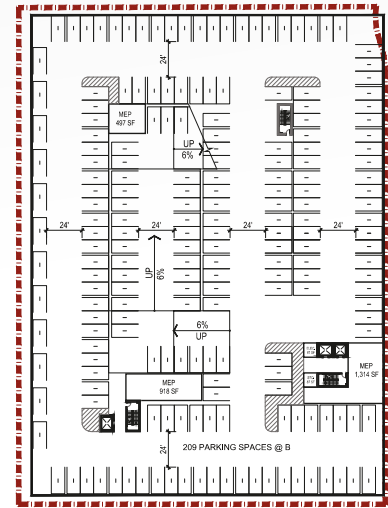 24'
MEP
497 SF
UP
6%
24'
24'
24'
24'
UP
6%
6%
UP
MEP
918 SF
MEP
1,314 SF
24'
209 PARKING SPACES @ B